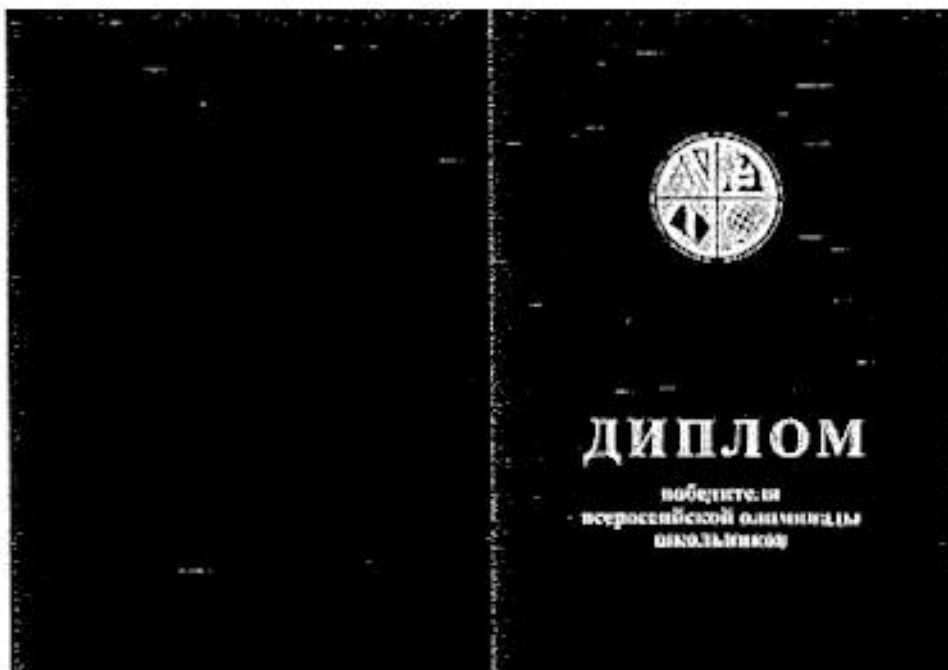 ДИПЛОМ
победителя
всероссийской олимпиады
школьников